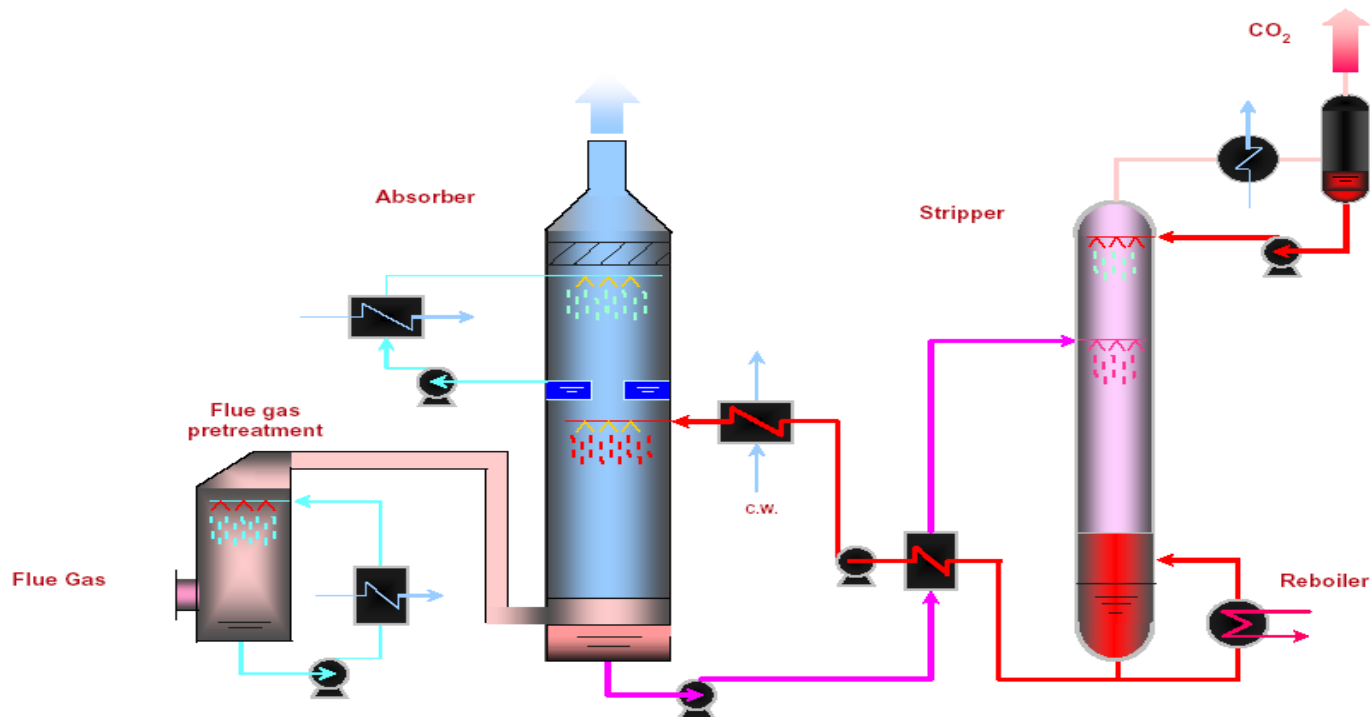 CO₂
Absorber
Stripper
Flue gas
pretreatment
C.W.
Flue Gas
Reboiler